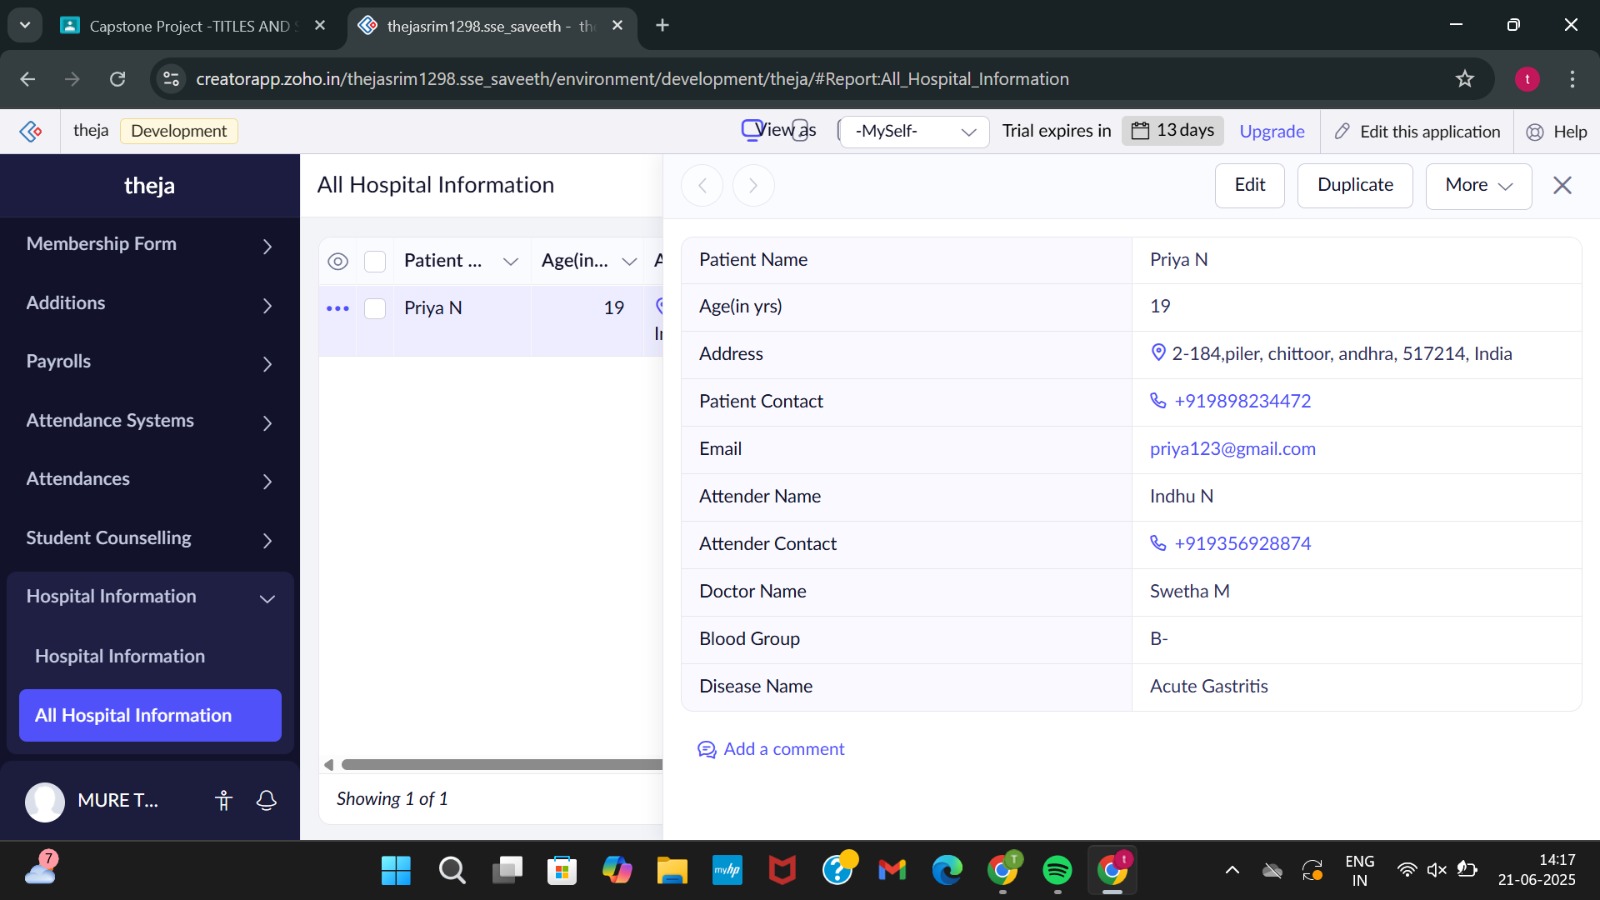 Capstone Project -TITLES AND
thejasrim1298.sse_saveeth - the
creatorapp.zoho.in/thejasrim1298.sse_saveeth/environment/development/theja/#Report:All_Hospital_Information
t
theja
Development
View as
-MySelf-
Trial expires in
13 days
Upgrade
Edit this application
Help
theja
Membership Form
Additions
Payrolls
Attendance Systems
Attendances
Student Counselling
Hospital Information
Hospital Information
All Hospital Information
MURE T...
All Hospital Information
Patient ...
Age(in...
A
Priya N
19
In
Showing 1 of 1
Edit
Duplicate
More
Patient Name
Priya N
Age(in yrs)
19
Address
2-184,piler, chittoor, andhra, 517214, India
Patient Contact
+919898234472
Email
priya123@gmail.com
Attender Name
Indhu N
Attender Contact
+919356928874
Doctor Name
Swetha M
Blood Group
B-
Disease Name
Acute Gastritis
Add a comment
7
myhp
T
t
ENG
IN
14:17
21-06-2025